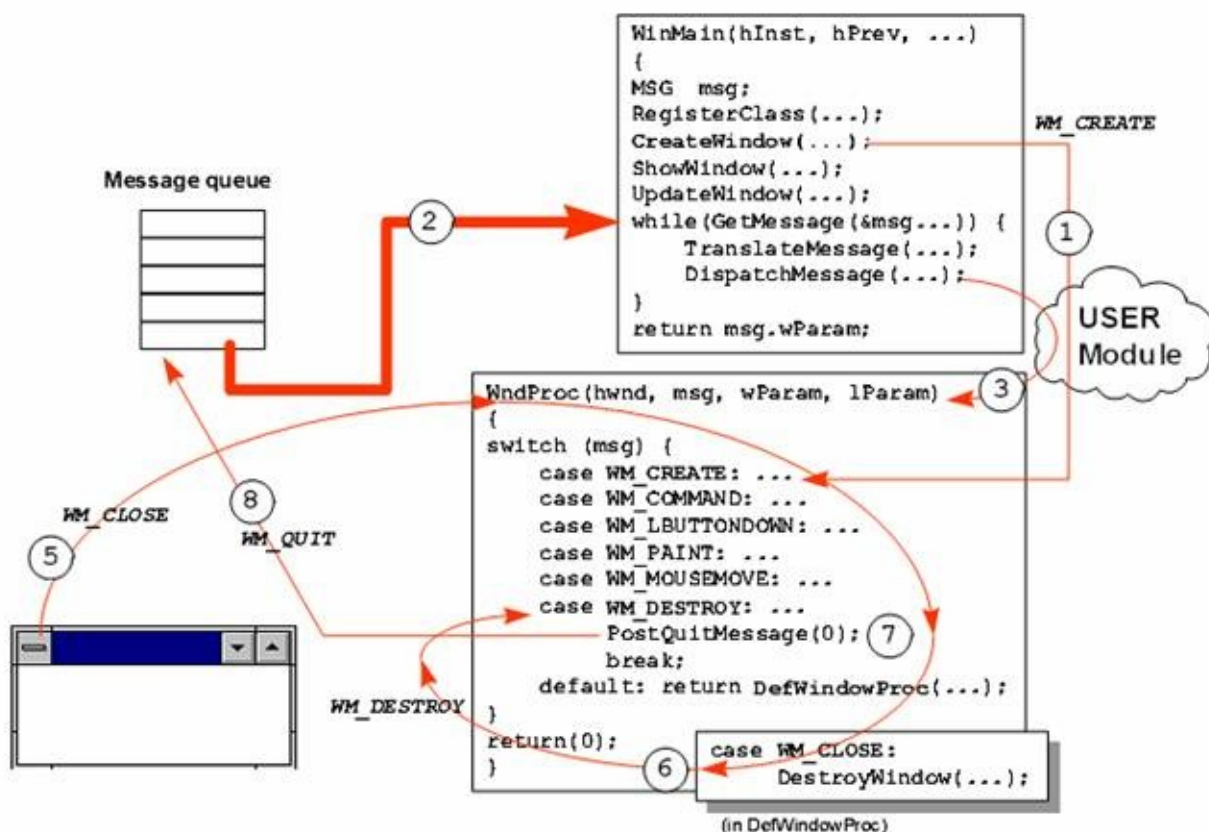 WinMain(hInst, hPrev, ...)
{
MSG  msg;
RegisterClass(...);
CreateWindow(...);
ShowWindow(...);
UpdateWindow(...);
while(GetMessage(&msg...)) {
    TranslateMessage(...);
    DispatchMessage(...);
}
return msg.wParam;
WM_CREATE
1
USER
Module
Message queue
2
3
WndProc(hwnd, msg, wParam, lParam)
{
switch (msg) {
    case WM_CREATE: ...
    case WM_COMMAND: ...
    case WM_LBUTTONDOWN: ...
    case WM_PAINT: ...
    case WM_MOUSEMOVE: ...
    case WM_DESTROY: ...
        PostQuitMessage(0);
        break;
    default: return DefWindowProc(...);
}
return(0);
}
8
WM_CLOSE
WM_QUIT
5
7
WM_DESTROY
6
case WM_CLOSE:
    DestroyWindow(...);
(in DefWindowProc)